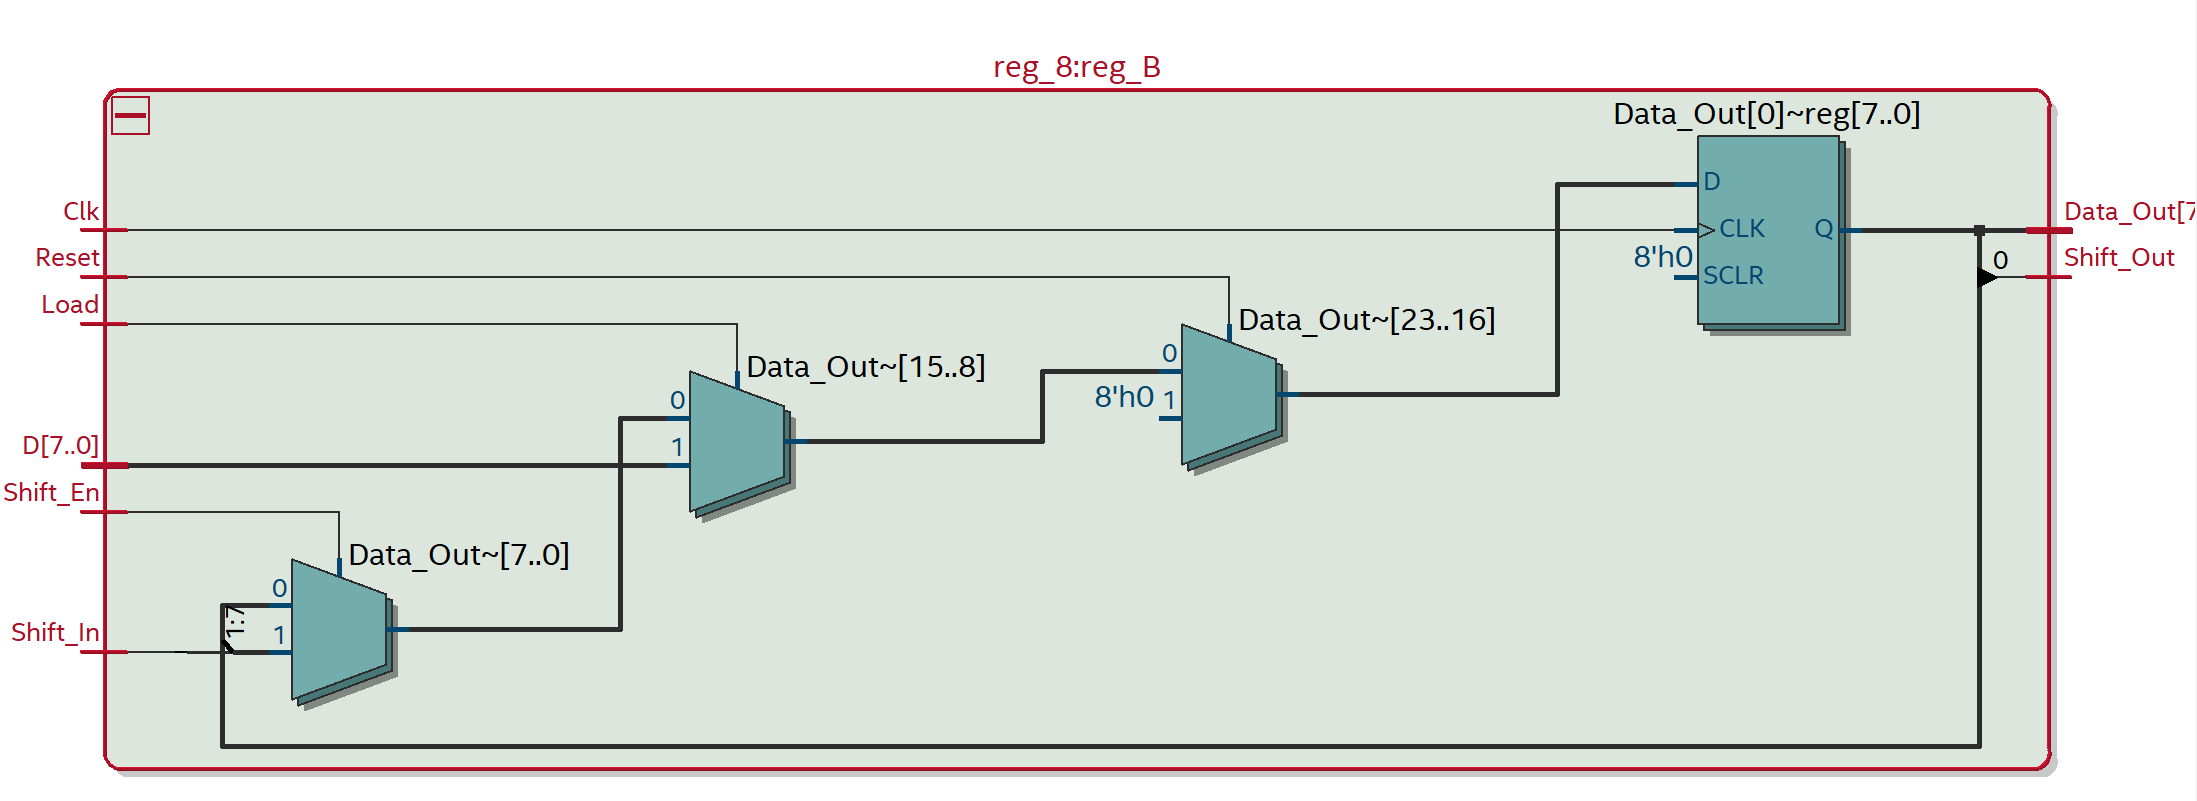 reg_8:reg_B
Data_Out[0]~reg[7..0]
D
Clk
CLK
Q
Data_Out[7
Reset
8'h0
SCLR
0
Shift_Out
Load
Data_Out~[23..16]
0
8'h0
1
Data_Out~[15..8]
0
D[7..0]
1
Shift_En
Data_Out~[7..0]
0
1:7
Shift_In
1